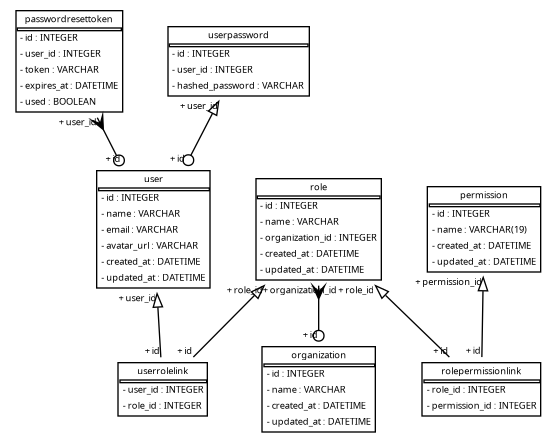 passwordresettoken
- id : INTEGER
- user_id : INTEGER
- token : VARCHAR
- expires_at : DATETIME
- used : BOOLEAN
userpassword
- id : INTEGER
- user_id : INTEGER
- hashed_password : VARCHAR
+ user_id
+ id
+ user_id
+ id
user
- id : INTEGER
- name : VARCHAR
- email : VARCHAR
- avatar_url : VARCHAR
- created_at : DATETIME
- updated_at : DATETIME
role
- id : INTEGER
- name : VARCHAR
- organization_id : INTEGER
- created_at : DATETIME
- updated_at : DATETIME
permission
- id : INTEGER
- name : VARCHAR(19)
- created_at : DATETIME
- updated_at : DATETIME
+ user_id
+ role_id
+ organization_id
+ role_id
+ permission_id
+ id
+ id
+ id
+ id
+ id
userrolelink
- user_id : INTEGER
- role_id : INTEGER
organization
- id : INTEGER
- name : VARCHAR
- created_at : DATETIME
- updated_at : DATETIME
rolepermissionlink
- role_id : INTEGER
- permission_id : INTEGER